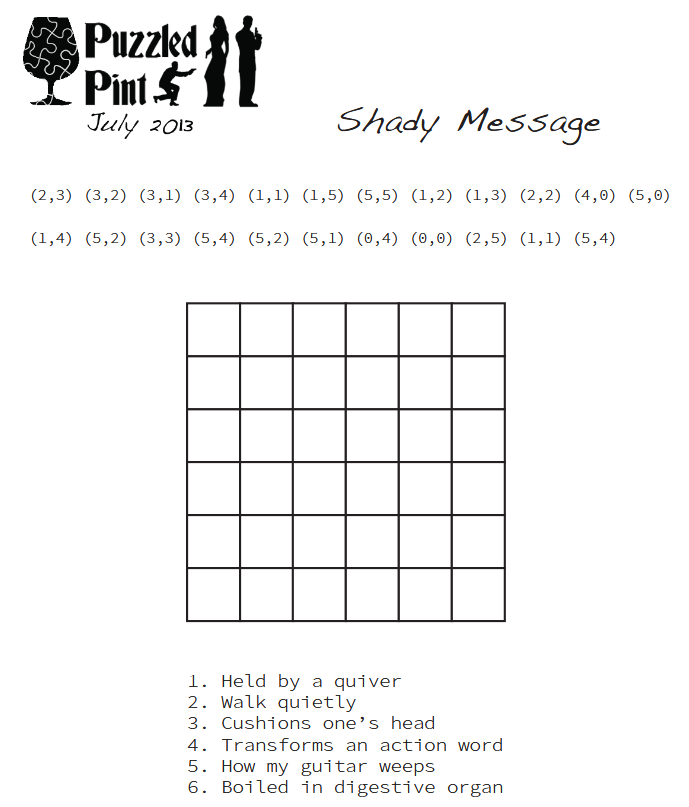 Puzzled
Pint
July 2013
Shady Message
(2,3) (3,2) (3,1) (3,4) (1,1) (1,5) (5,5) (1,2) (1,3) (2,2) (4,0) (5,0)
(1,4) (5,2) (3,3) (5,4) (5,2) (5,1) (0,4) (0,0) (2,5) (1,1) (5,4)
1. Held by a quiver
2. Walk quietly
3. Cushions one’s head
4. Transforms an action word
5. How my guitar weeps
6. Boiled in digestive organ